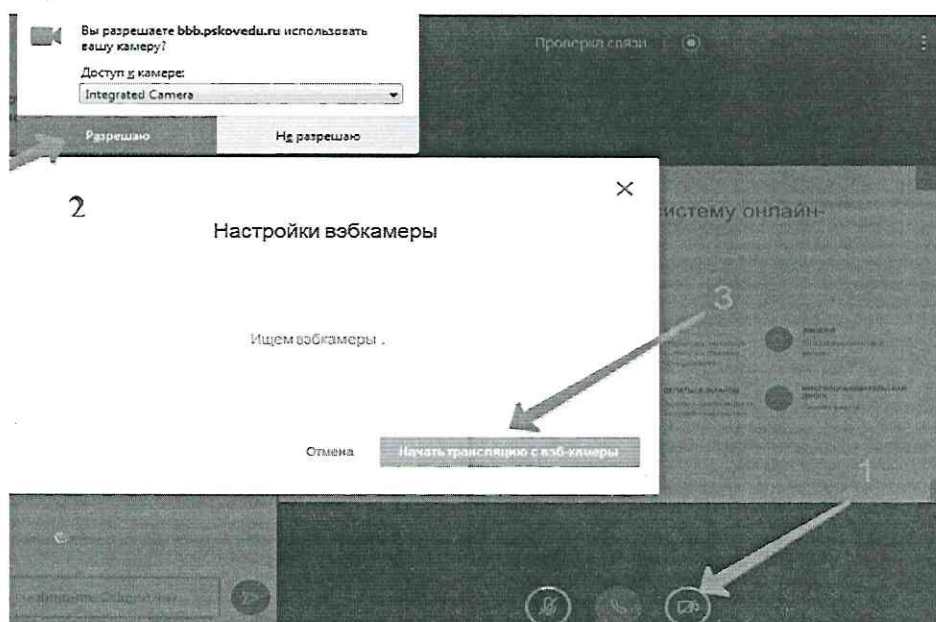 Вы разрешаете bbb.pskovedu.ru использовать
вашу камеру?
Доступ к камере:
Integrated Camera
Разрешаю
Не разрешаю
Проверка связи
2
Настройки вэбкамеры
систему онлайн-
3
Ищем вэбкамеры .
Отмена
Начать трансляцию с вэб-камеры
1